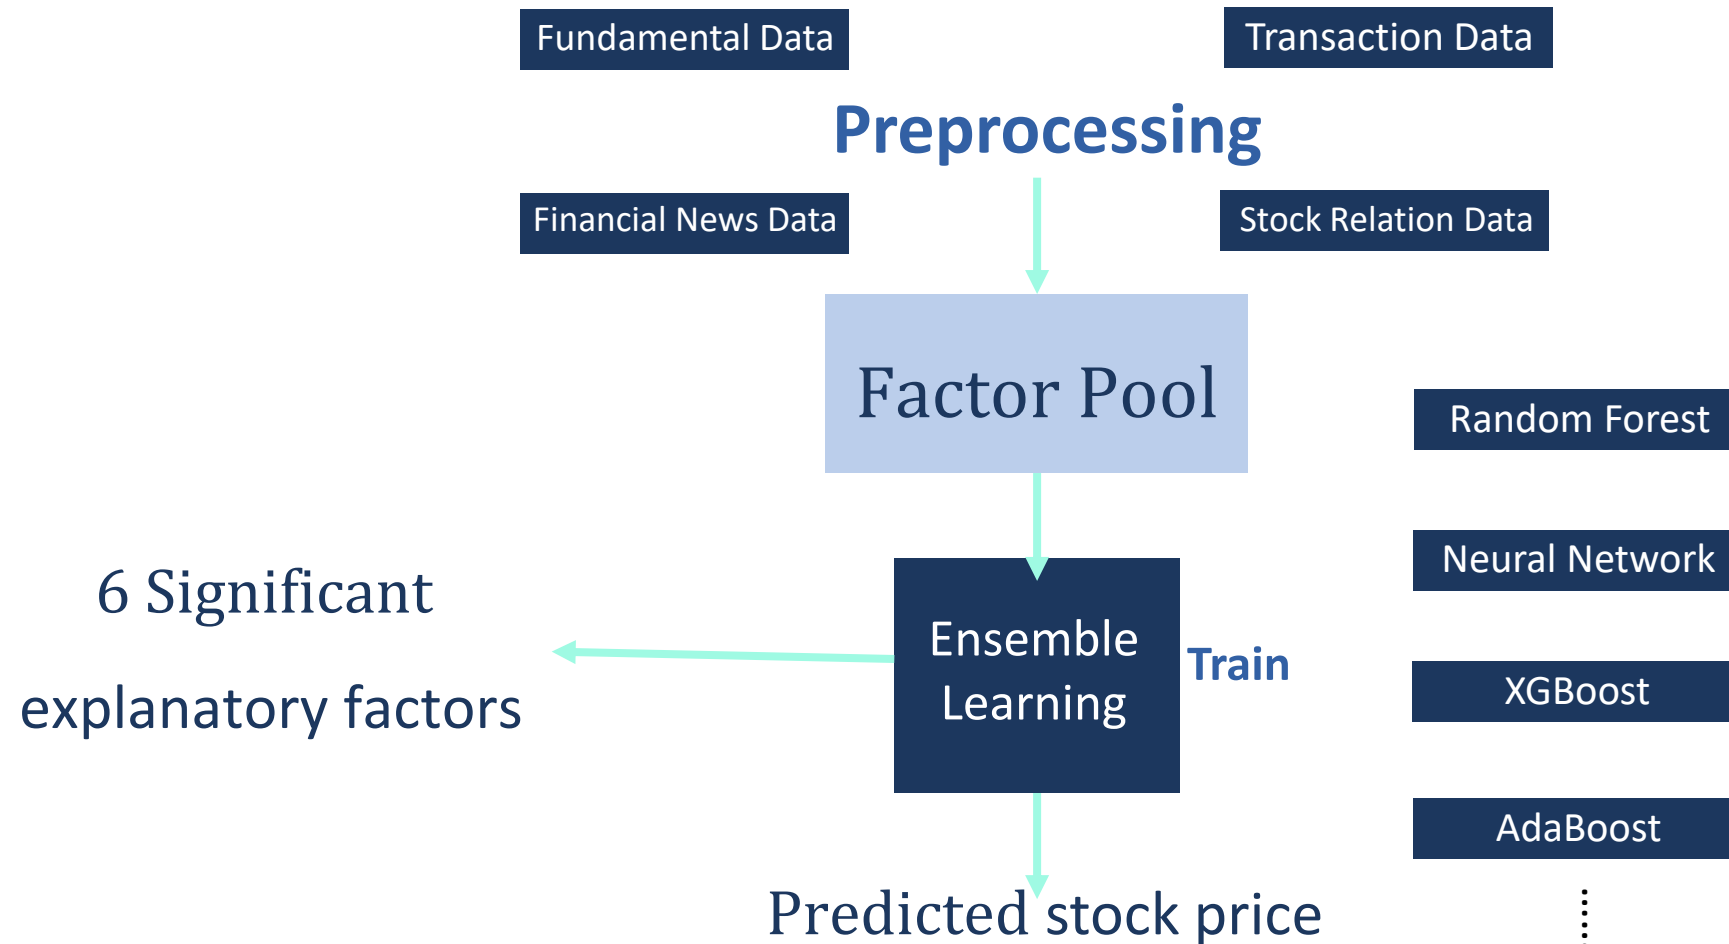 Fundamental Data
Transaction Data
Preprocessing
Financial News Data
Stock Relation Data
Factor Pool
Random Forest
Neural Network
6 Significant
explanatory factors
Ensemble
Learning
Train
XGBoost
AdaBoost
Predicted stock price